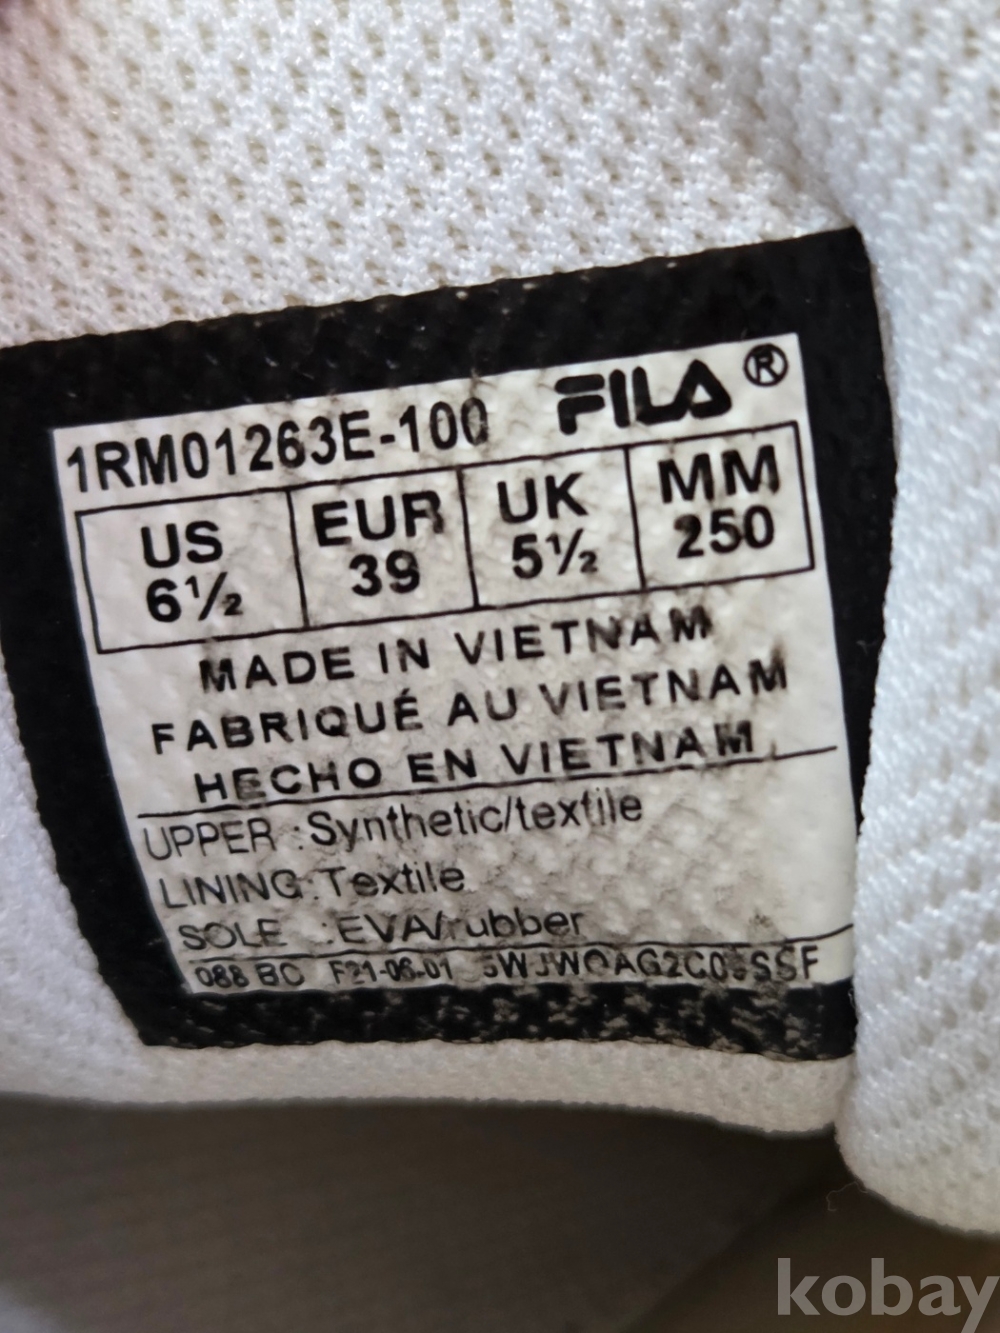 1RM01263E-100 FILA®
US EUR UK MM
6½ 39 5½ 250
MADE IN VIETNAM
FABRIQUÉ AU VIETNAM
HECHO EN VIETNAM
UPPER :Synthetic/textile
LINING:Textile
SOLE :EVA/rubber
088 BC F21-06-01
kobay